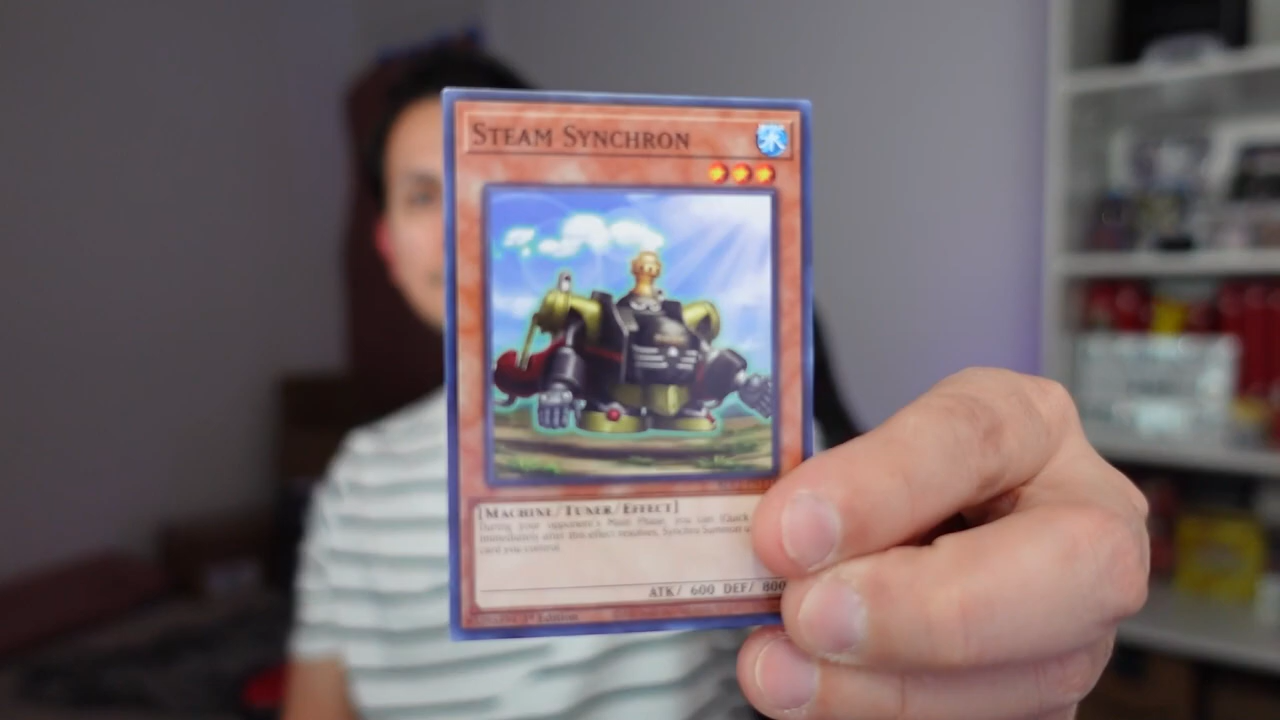 STEAM SYNCHRON
[MACHINE/TUNER/EFFECT]
During your opponent's Main Phase, you can (Quick
immediately after this effect resolves, Synchro Summon u
card you control.
ATK/ 600 DEF/ 800
1st Edition